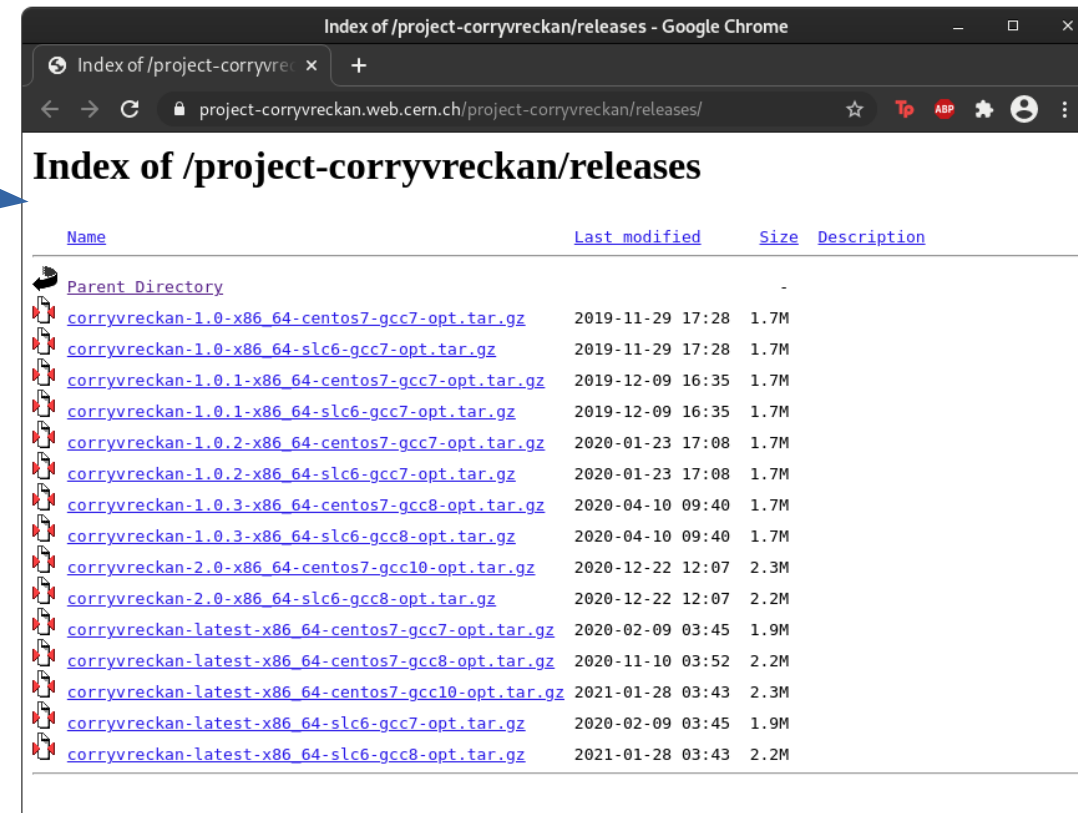 Index of /project-corryvreckan/releases - Google Chrome
Index of /project-corryvrec
project-corryvreckan.web.cern.ch/project-corryvreckan/releases/
Tp ABP
Index of /project-corryvreckan/releases
Name Last modified Size Description
Parent Directory -
corryvreckan-1.0-x86_64-centos7-gcc7-opt.tar.gz 2019-11-29 17:28 1.7M
corryvreckan-1.0-x86_64-slc6-gcc7-opt.tar.gz 2019-11-29 17:28 1.7M
corryvreckan-1.0.1-x86_64-centos7-gcc7-opt.tar.gz 2019-12-09 16:35 1.7M
corryvreckan-1.0.1-x86_64-slc6-gcc7-opt.tar.gz 2019-12-09 16:35 1.7M
corryvreckan-1.0.2-x86_64-centos7-gcc7-opt.tar.gz 2020-01-23 17:08 1.7M
corryvreckan-1.0.2-x86_64-slc6-gcc7-opt.tar.gz 2020-01-23 17:08 1.7M
corryvreckan-1.0.3-x86_64-centos7-gcc8-opt.tar.gz 2020-04-10 09:40 1.7M
corryvreckan-1.0.3-x86_64-slc6-gcc8-opt.tar.gz 2020-04-10 09:40 1.7M
corryvreckan-2.0-x86_64-centos7-gcc10-opt.tar.gz 2020-12-22 12:07 2.3M
corryvreckan-2.0-x86_64-slc6-gcc8-opt.tar.gz 2020-12-22 12:07 2.2M
corryvreckan-latest-x86_64-centos7-gcc7-opt.tar.gz 2020-02-09 03:45 1.9M
corryvreckan-latest-x86_64-centos7-gcc8-opt.tar.gz 2020-11-10 03:52 2.2M
corryvreckan-latest-x86_64-centos7-gcc10-opt.tar.gz 2021-01-28 03:43 2.3M
corryvreckan-latest-x86_64-slc6-gcc7-opt.tar.gz 2020-02-09 03:45 1.9M
corryvreckan-latest-x86_64-slc6-gcc8-opt.tar.gz 2021-01-28 03:43 2.2M